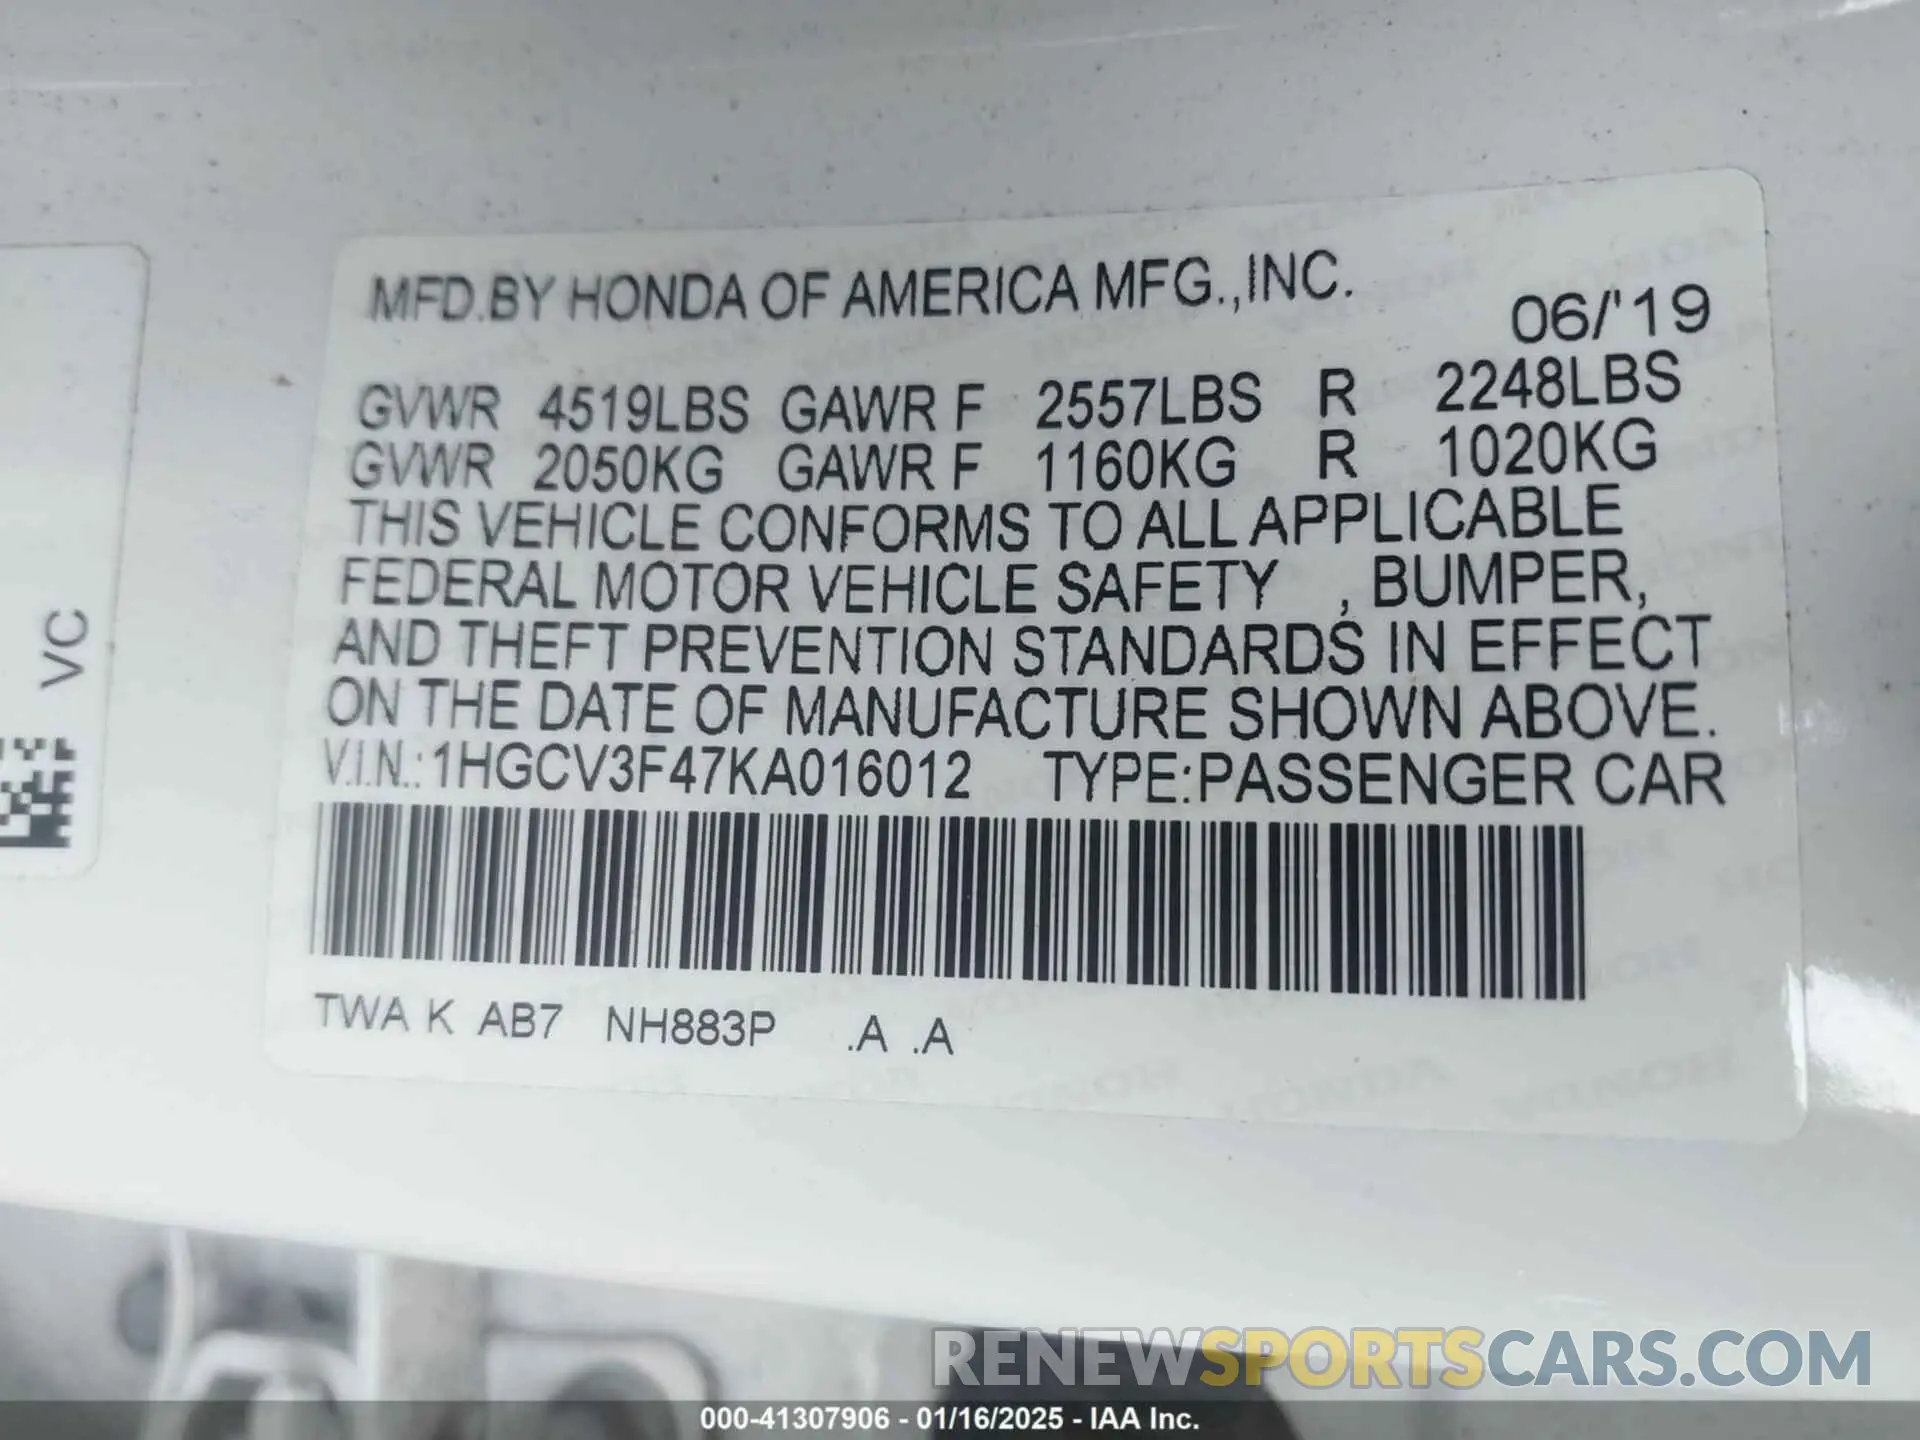 MFD.BY HONDA OF AMERICA MFG.,INC.
06/'19
GVWR 4519LBS GAWR F 2557LBS R 2248LBS
GVWR 2050KG GAWR F 1160KG R 1020KG
THIS VEHICLE CONFORMS TO ALL APPLICABLE
FEDERAL MOTOR VEHICLE SAFETY , BUMPER,
AND THEFT PREVENTION STANDARDS IN EFFECT
ON THE DATE OF MANUFACTURE SHOWN ABOVE.
V.I.N.: 1HGCV3F47KA016012 TYPE:PASSENGER CAR
TWA K AB7 NH883P .A .A
VC
RENEWSPORTSCARS.COM
000-41307906 - 01/16/2025 - IAA Inc.